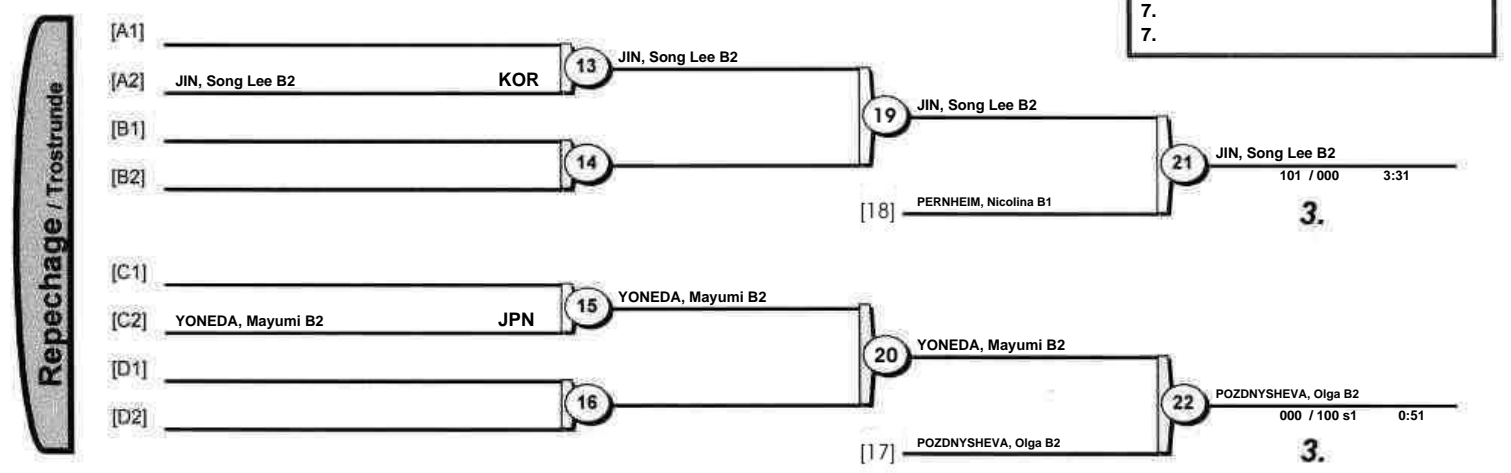 7.
7.
Repechage / Trostrunde
[A1]
[A2] JIN, Song Lee B2 KOR
13 JIN, Song Lee B2
[B1]
[B2]
14
19 JIN, Song Lee B2
[18] PERNHEIM, Nicolina B1
21 JIN, Song Lee B2
101 / 000 3:31
3.
[C1]
[C2] YONEDA, Mayumi B2 JPN
15 YONEDA, Mayumi B2
[D1]
[D2]
16
20 YONEDA, Mayumi B2
[17] POZDNYSHEVA, Olga B2
22 POZDNYSHEVA, Olga B2
000 / 100 s1 0:51
3.